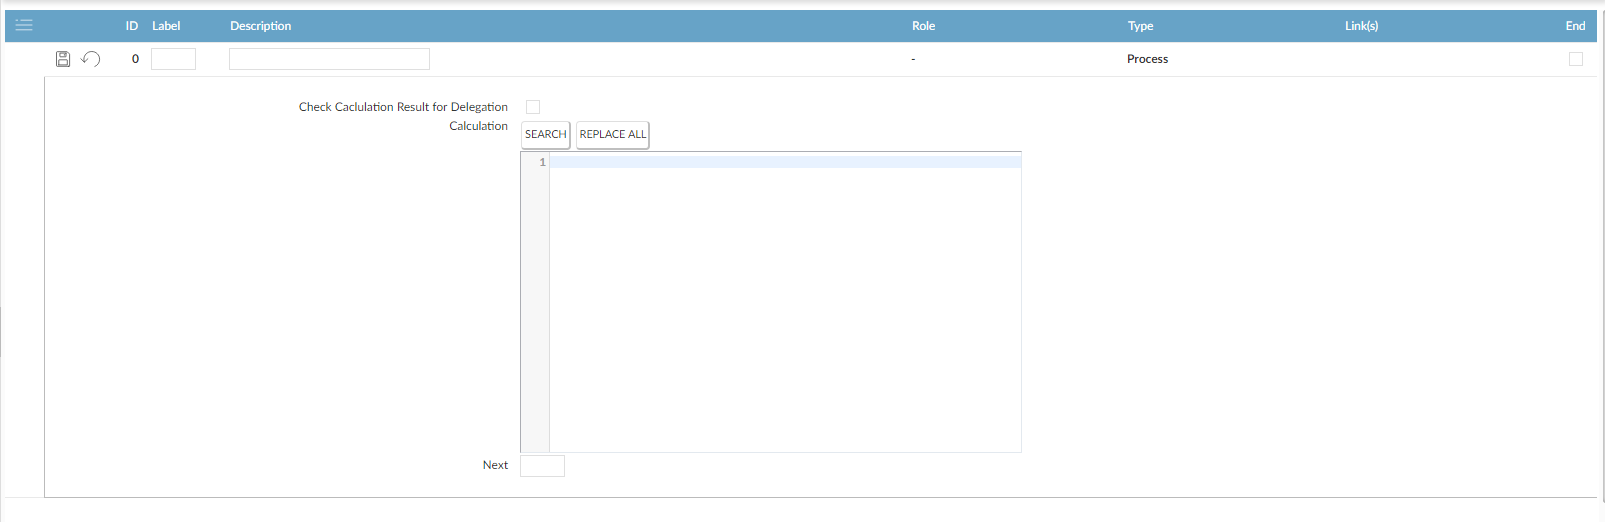 ID Label Description Role Type Link(s) End
0 - Process
Check Caclulation Result for Delegation
Calculation
SEARCH REPLACE ALL
1
Next